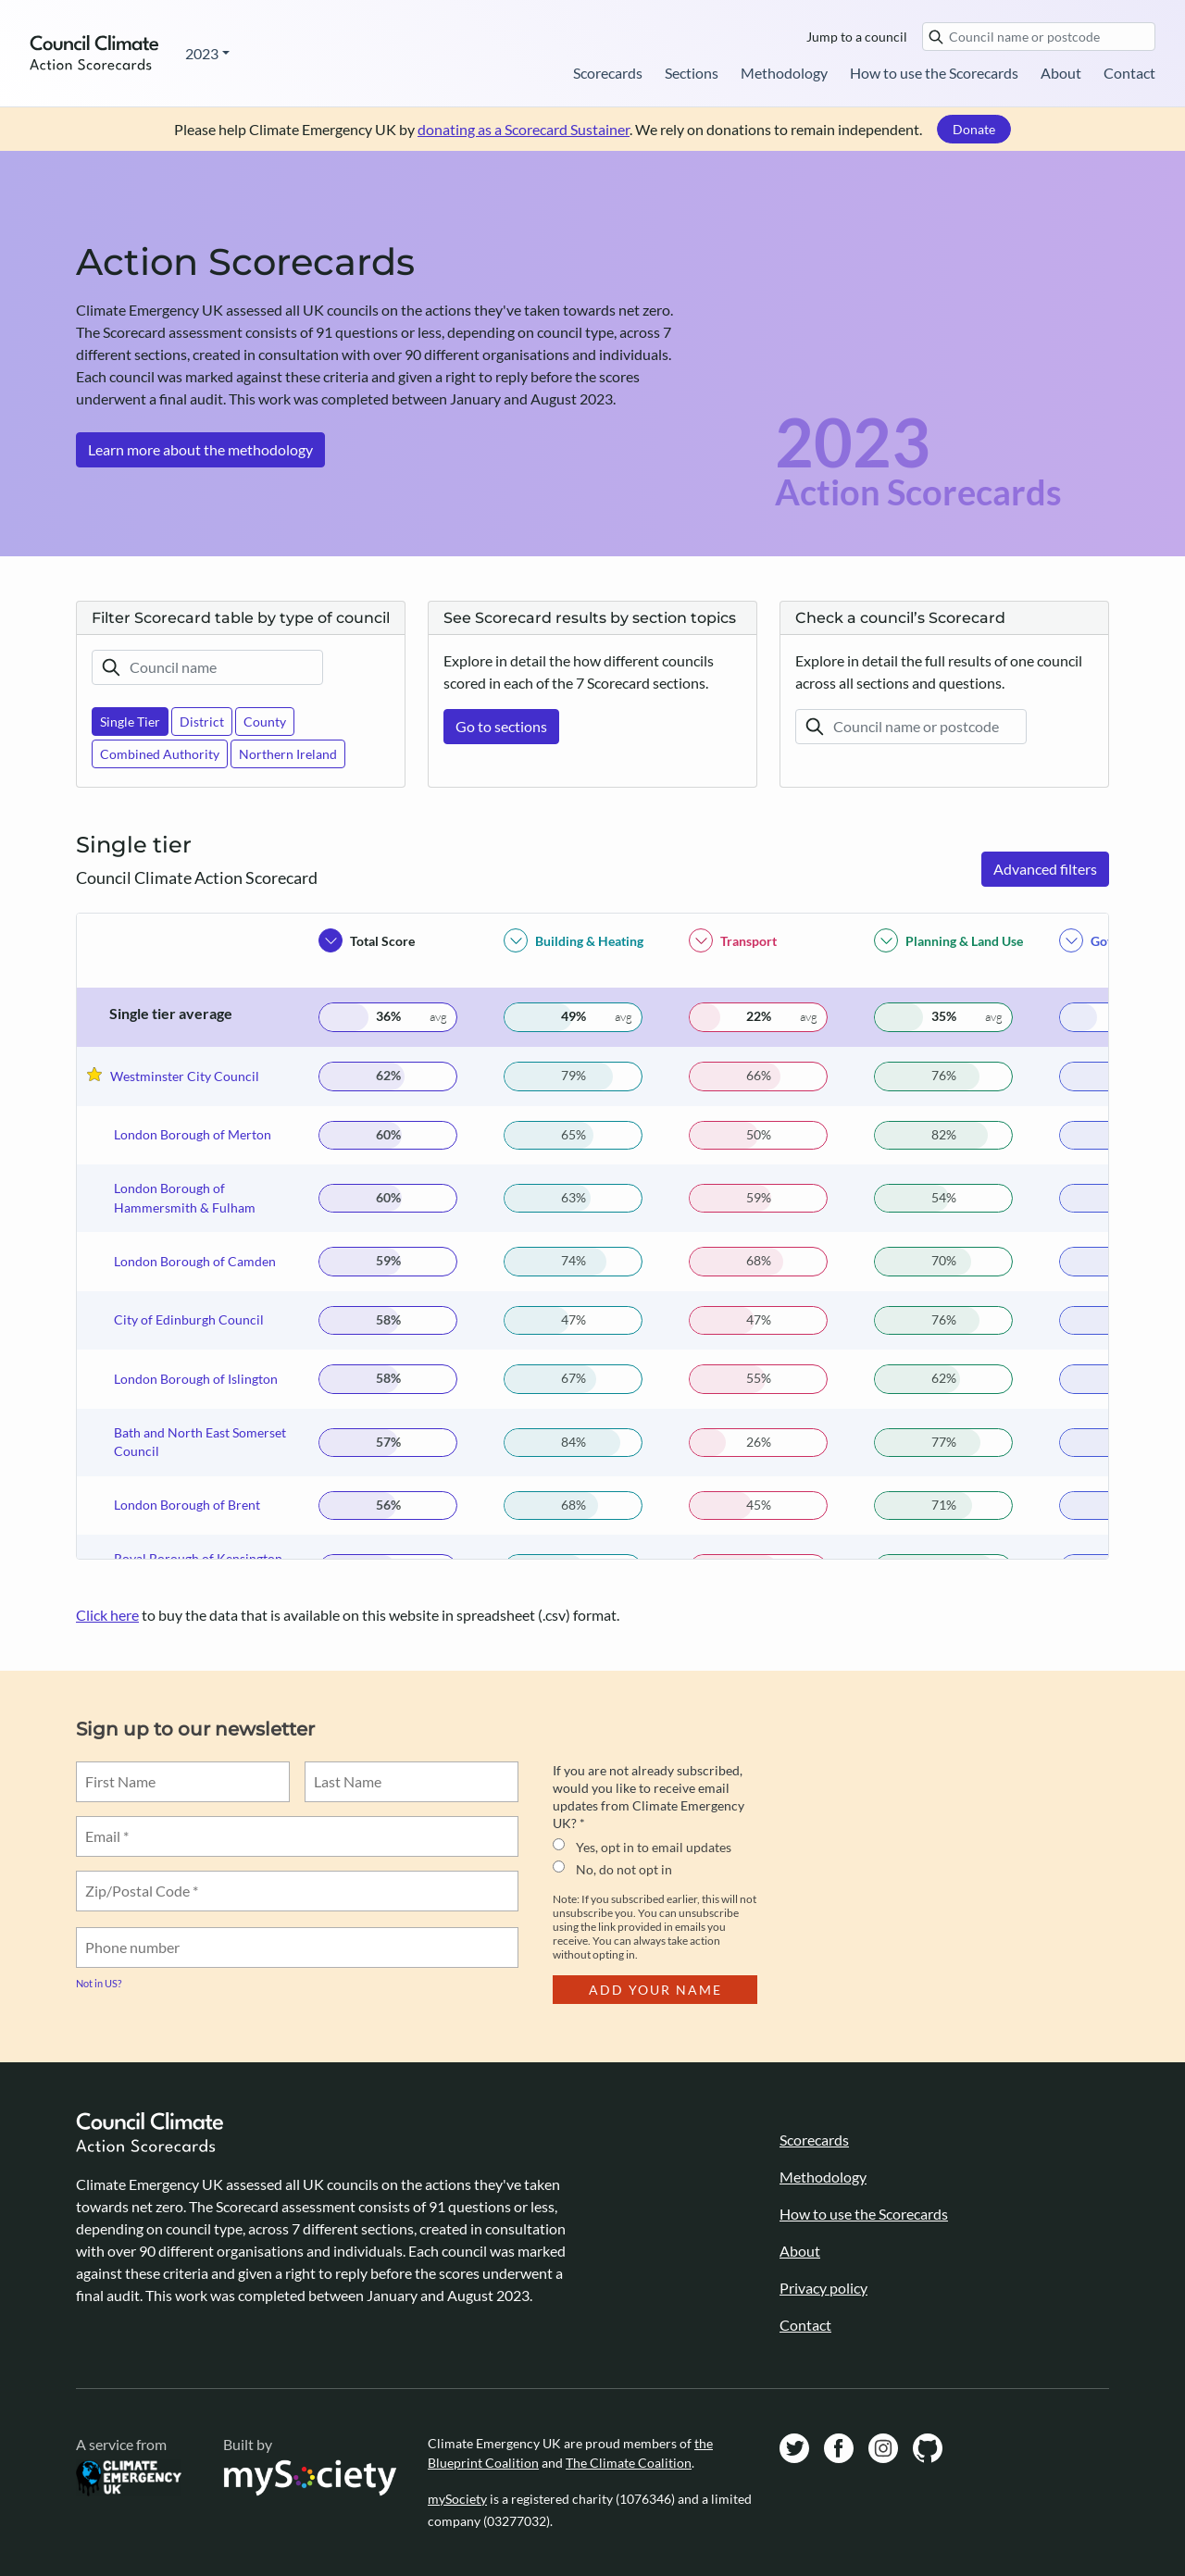 Council Climate
Action Scorecards
2023
Jump to a council
Council name or postcode
Scorecards
Sections
Methodology
How to use the Scorecards
About
Contact
Please help Climate Emergency UK by donating as a Scorecard Sustainer. We rely on donations to remain independent.
Donate
Action Scorecards
Climate Emergency UK assessed all UK councils on the actions they've taken towards net zero.
The Scorecard assessment consists of 91 questions or less, depending on council type, across 7
different sections, created in consultation with over 90 different organisations and individuals.
Each council was marked against these criteria and given a right to reply before the scores
underwent a final audit. This work was completed between January and August 2023.
Learn more about the methodology
2023
Action Scorecards
Filter Scorecard table by type of council
Council name
Single Tier
District
County
Combined Authority
Northern Ireland
See Scorecard results by section topics
Explore in detail the how different councils
scored in each of the 7 Scorecard sections.
Go to sections
Check a council’s Scorecard
Explore in detail the full results of one council
across all sections and questions.
Council name or postcode
Single tier
Council Climate Action Scorecard
Advanced filters
Total Score
Building & Heating
Transport
Planning & Land Use
Single tier average
36% avg
49% avg
22% avg
35% avg
Westminster City Council
62%
79%
66%
76%
London Borough of Merton
60%
65%
50%
82%
London Borough of
Hammersmith & Fulham
60%
63%
59%
54%
London Borough of Camden
59%
74%
68%
70%
City of Edinburgh Council
58%
47%
47%
76%
London Borough of Islington
58%
67%
55%
62%
Bath and North East Somerset
Council
57%
84%
26%
77%
London Borough of Brent
56%
68%
45%
71%
Royal Borough of Kensington
Click here to buy the data that is available on this website in spreadsheet (.csv) format.
Sign up to our newsletter
First Name
Last Name
Email *
Zip/Postal Code *
Phone number
Not in US?
If you are not already subscribed,
would you like to receive email
updates from Climate Emergency
UK? *
Yes, opt in to email updates
No, do not opt in
Note: If you subscribed earlier, this will not
unsubscribe you. You can unsubscribe
using the link provided in emails you
receive. You can always take action
without opting in.
ADD YOUR NAME
Council Climate
Action Scorecards
Climate Emergency UK assessed all UK councils on the actions they've taken
towards net zero. The Scorecard assessment consists of 91 questions or less,
depending on council type, across 7 different sections, created in consultation
with over 90 different organisations and individuals. Each council was marked
against these criteria and given a right to reply before the scores underwent a
final audit. This work was completed between January and August 2023.
Scorecards
Methodology
How to use the Scorecards
About
Privacy policy
Contact
A service from
CLIMATE
EMERGENCY
UK
Built by
mySociety
Climate Emergency UK are proud members of the
Blueprint Coalition and The Climate Coalition.
mySociety is a registered charity (1076346) and a limited
company (03277032).